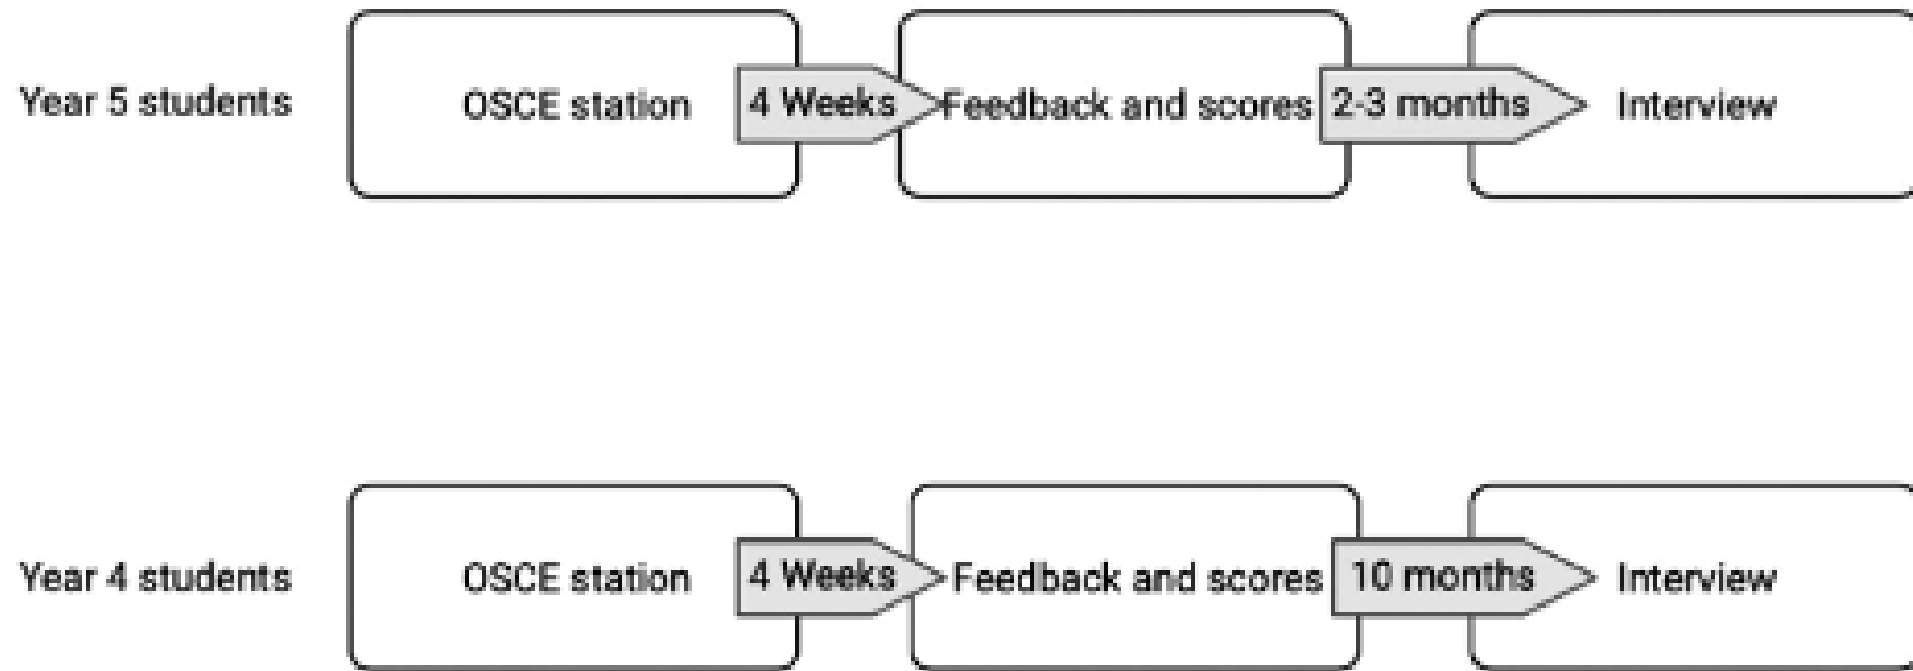 Year 5 students OSCE station 4 Weeks Feedback and scores 2-3 months Interview
Year 4 students OSCE station 4 Weeks Feedback and scores 10 months Interview